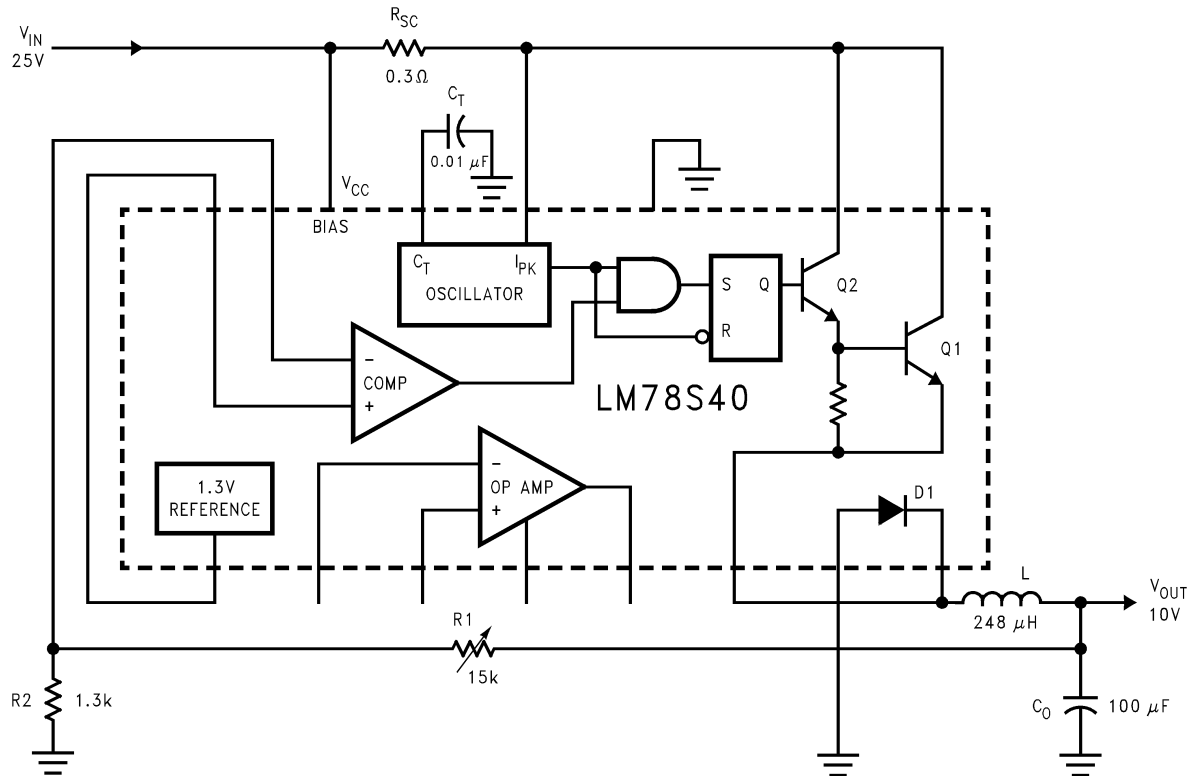 V_IN
25V
R_SC
0.3Ω
C_T
0.01 μF
V_CC
BIAS
C_T
I_PK
OSCILLATOR
S
Q
R
Q2
Q1
−
COMP
+
LM78S40
1.3V
REFERENCE
−
OP AMP
+
D1
L
248 μH
V_OUT
10V
R1
15k
R2
1.3k
C_O
100 μF